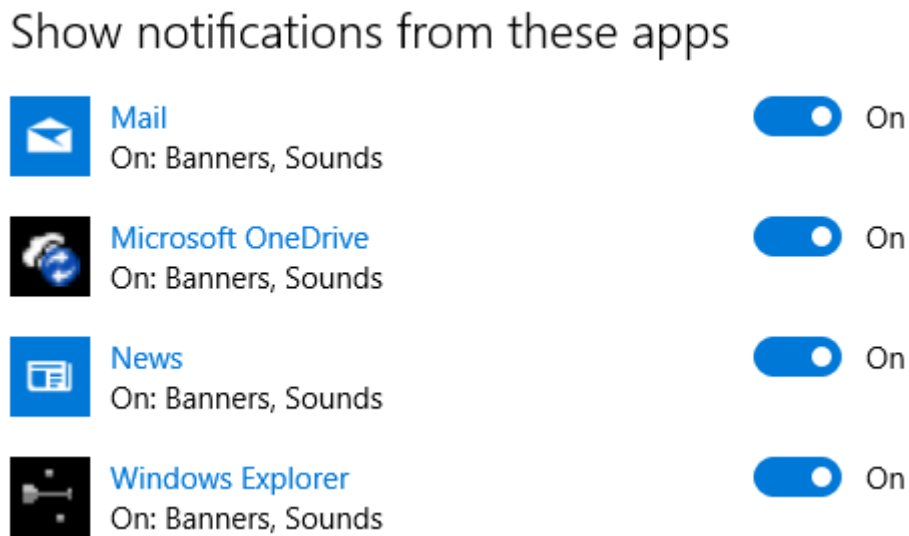 Show notifications from these apps
Mail
On
On: Banners, Sounds
Microsoft OneDrive
On
On: Banners, Sounds
News
On
On: Banners, Sounds
Windows Explorer
On
On: Banners, Sounds